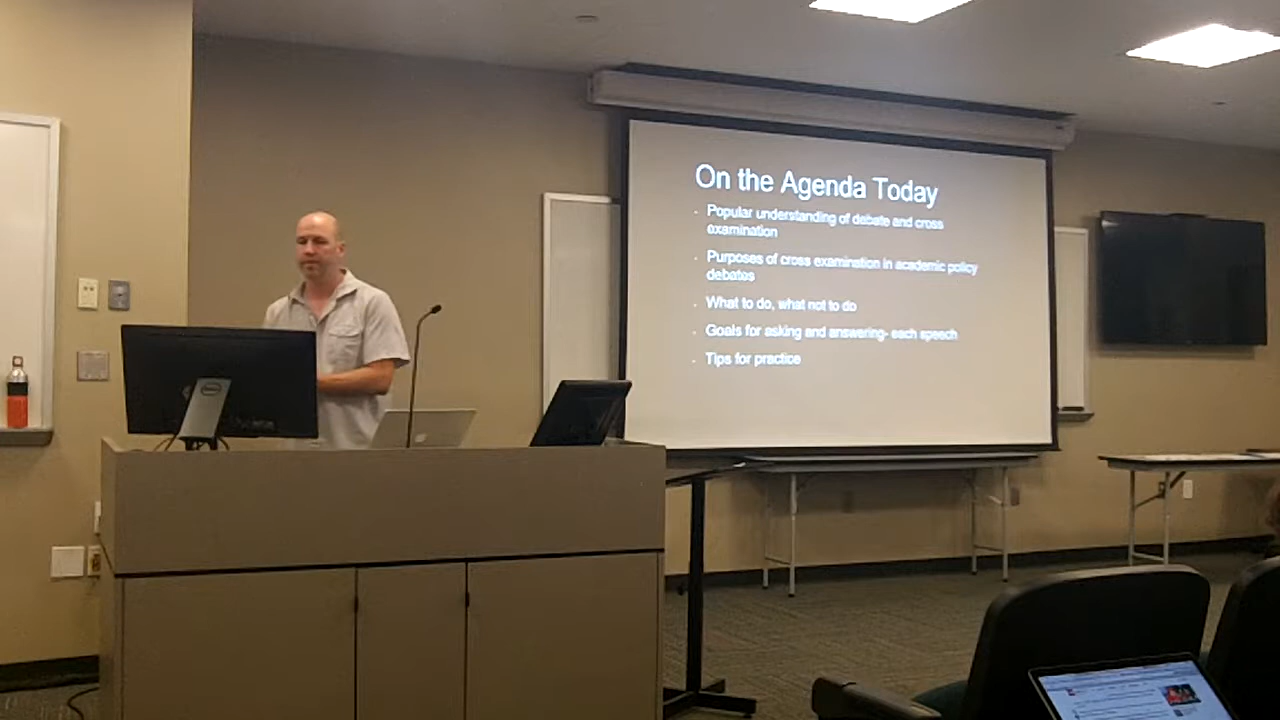 On the Agenda Today
Popular understanding of debate and cross
examination
Purposes of cross examination in academic policy
debates
What to do, what not to do
Goals for asking and answering- each speech
Tips for practice
DELL